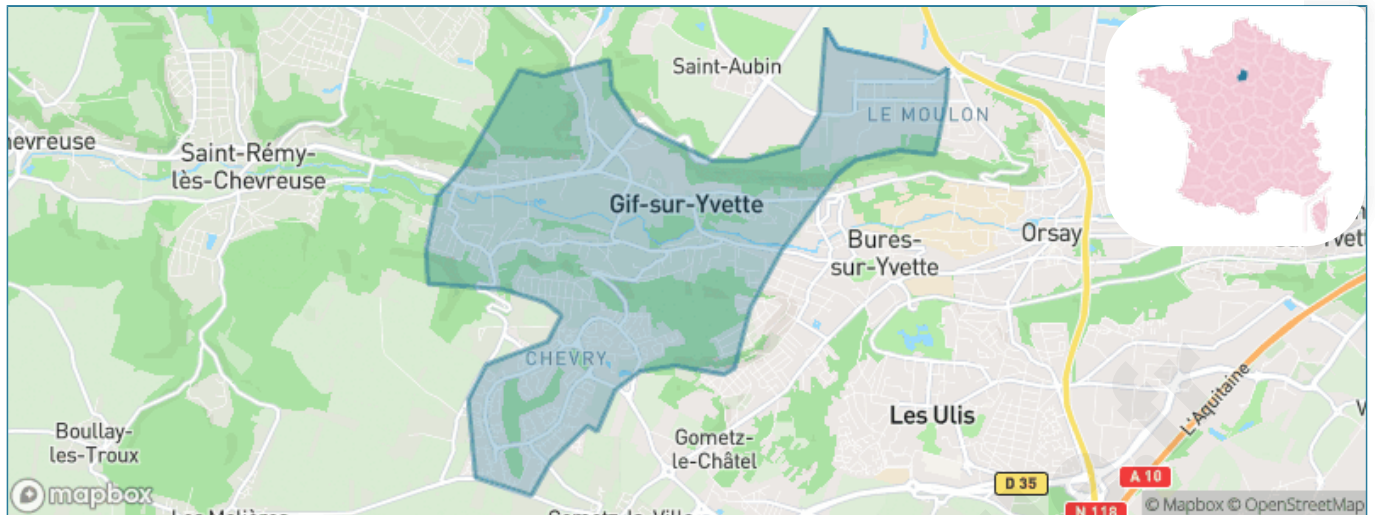 Saint-Aubin
LE MOULON
hevreuse
Saint-Rémy-
lès-Chevreuse
Gif-sur-Yvette
Bures-
sur-Yvette
Orsay
CHEVRY
L'Aquitaine
Les Ulis
Boullay-
les-Troux
Gometz-
le-Châtel
D 35
A 10
N 118
mapbox
© Mapbox © OpenStreetMap